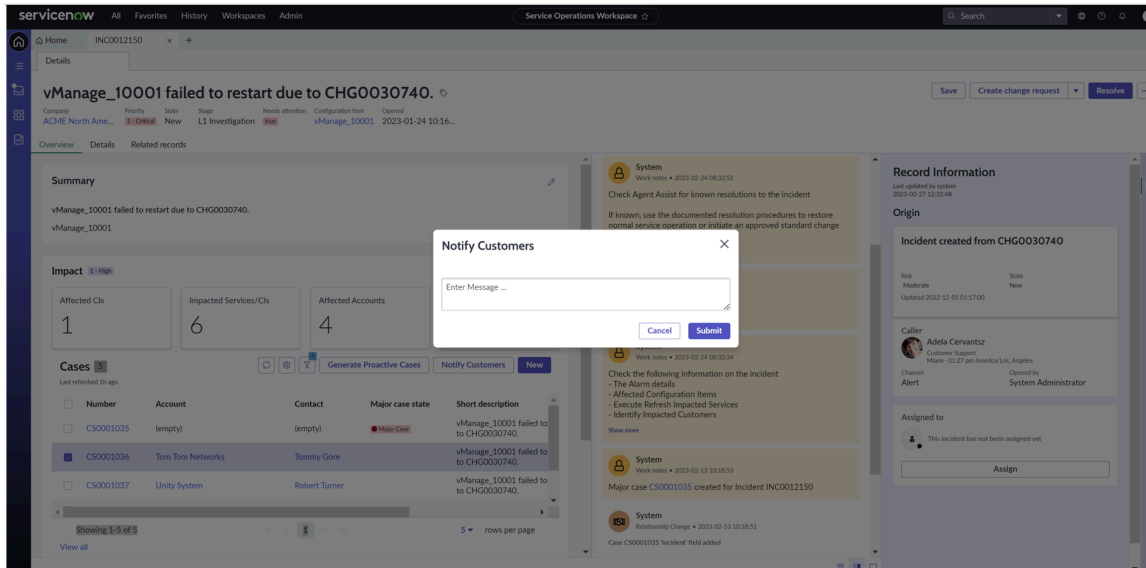 servicenow All Favorites History Workspaces Admin Service Operations Workspace Search
Home INC0012150
Details
vManage_10001 failed to restart due to CHG0030740.
Save Create change request Resolve
Company Priority State Stage Needs attention Configuration item Opened
ACME North Ame... 1 - Critical New L1 Investigation true vManage_10001 2023-01-24 10:16...
Overview Details Related records
Summary
vManage_10001 failed to restart due to CHG0030740.
vManage_10001
Impact 1 - High
Affected CIs Impacted Services/CIs Affected Accounts
1 6 4
Cases 5
Last refreshed 1h ago.
4
Generate Proactive Cases Notify Customers New
Number Account Contact Major case state Short description
CS0001035 (empty) (empty) Major Case vManage_10001 failed to
to CHG0030740.
CS0001036 Tom Tom Networks Tommy Gore vManage_10001 failed to
to CHG0030740.
CS0001037 Unity System Robert Turner vManage_10001 failed to
to CHG0030740.
Showing 1-5 of 5 1 5 rows per page
View all
Notify Customers
Enter Message ...
Cancel Submit
System
Work notes • 2023-02-24 08:32:52
Check Agent Assist for known resolutions to the incident
If known, use the documented resolution procedures to restore
normal service operation or initiate an approved standard change
Work notes • 2023-02-24 08:32:34
Check the following information on the incident
- The Alarm details
- Affected Configuration Items
- Execute Refresh Impacted Services
- Identify Impacted Customers
Show more
System
Work notes • 2023-02-13 10:18:53
Major case CS0001035 created for Incident INC0012150
System
Relationship Change • 2023-02-13 10:18:51
Case CS0001035 'Incident' field added
Record Information
Last updated by system
2023-02-27 12:32:48
Origin
Incident created from CHG0030740
Risk State
Moderate New
Updated 2022-12-05 01:17:00
Caller
Adela Cervantsz
Customer Support
Miami • 01:27 pm America/Los_Angeles
Channel Opened by
Alert System Administrator
Assigned to
This Incident has not been assigned yet
Assign